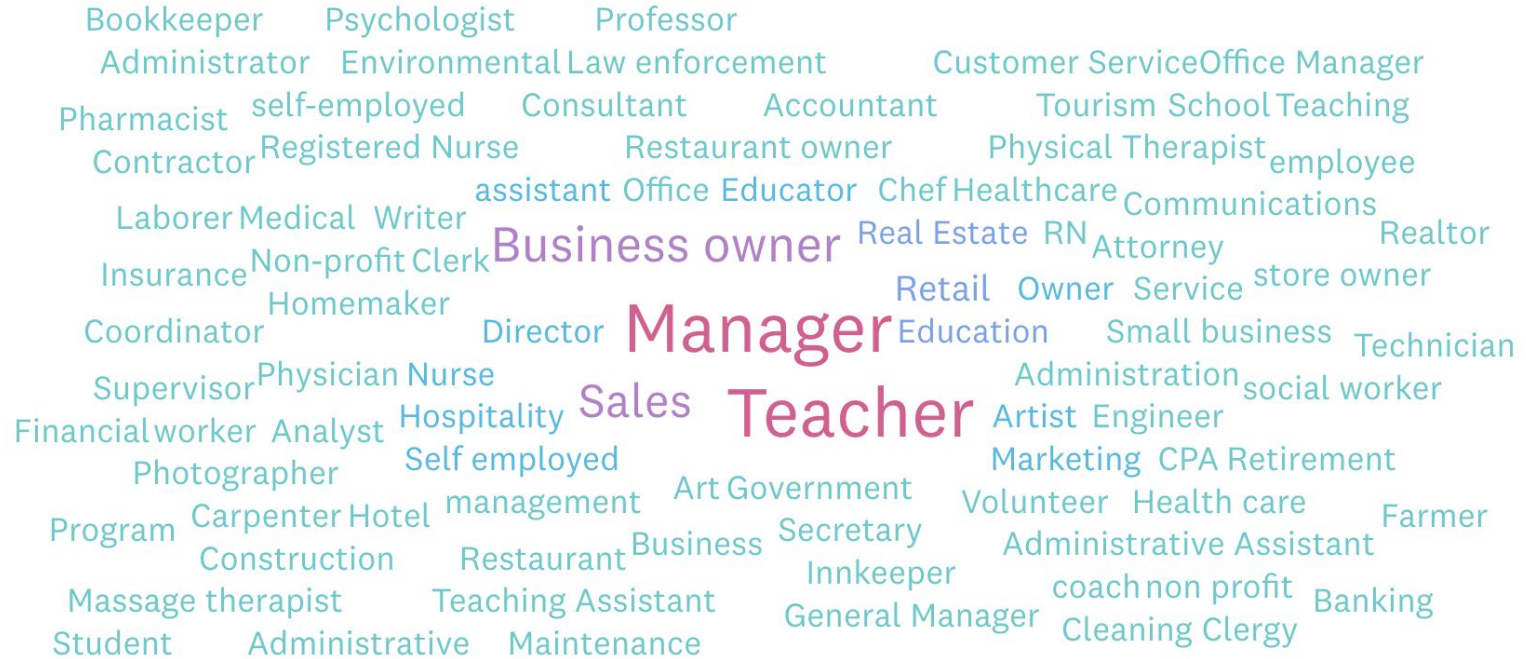 Bookkeeper Psychologist Professor
Administrator Environmental Law enforcement Customer Service Office Manager
Pharmacist self-employed Consultant Accountant Tourism School Teaching
Contractor Registered Nurse Restaurant owner Physical Therapist employee
assistant Office Educator Chef Healthcare Communications
Laborer Medical Writer
Business owner Real Estate RN Attorney Realtor
Insurance Non-profit Clerk
Retail Owner Service store owner
Homemaker
Coordinator Director Manager Education Small business Technician
Supervisor Physician Nurse Administration social worker
Sales Teacher
Financial worker Analyst Hospitality Artist Engineer
Photographer Self employed Marketing CPA Retirement
management Art Government Volunteer Health care Farmer
Program Carpenter Hotel
Construction Restaurant Business Secretary Administrative Assistant
Innkeeper coach non profit Banking
Massage therapist Teaching Assistant General Manager
Student Administrative Maintenance Cleaning Clergy